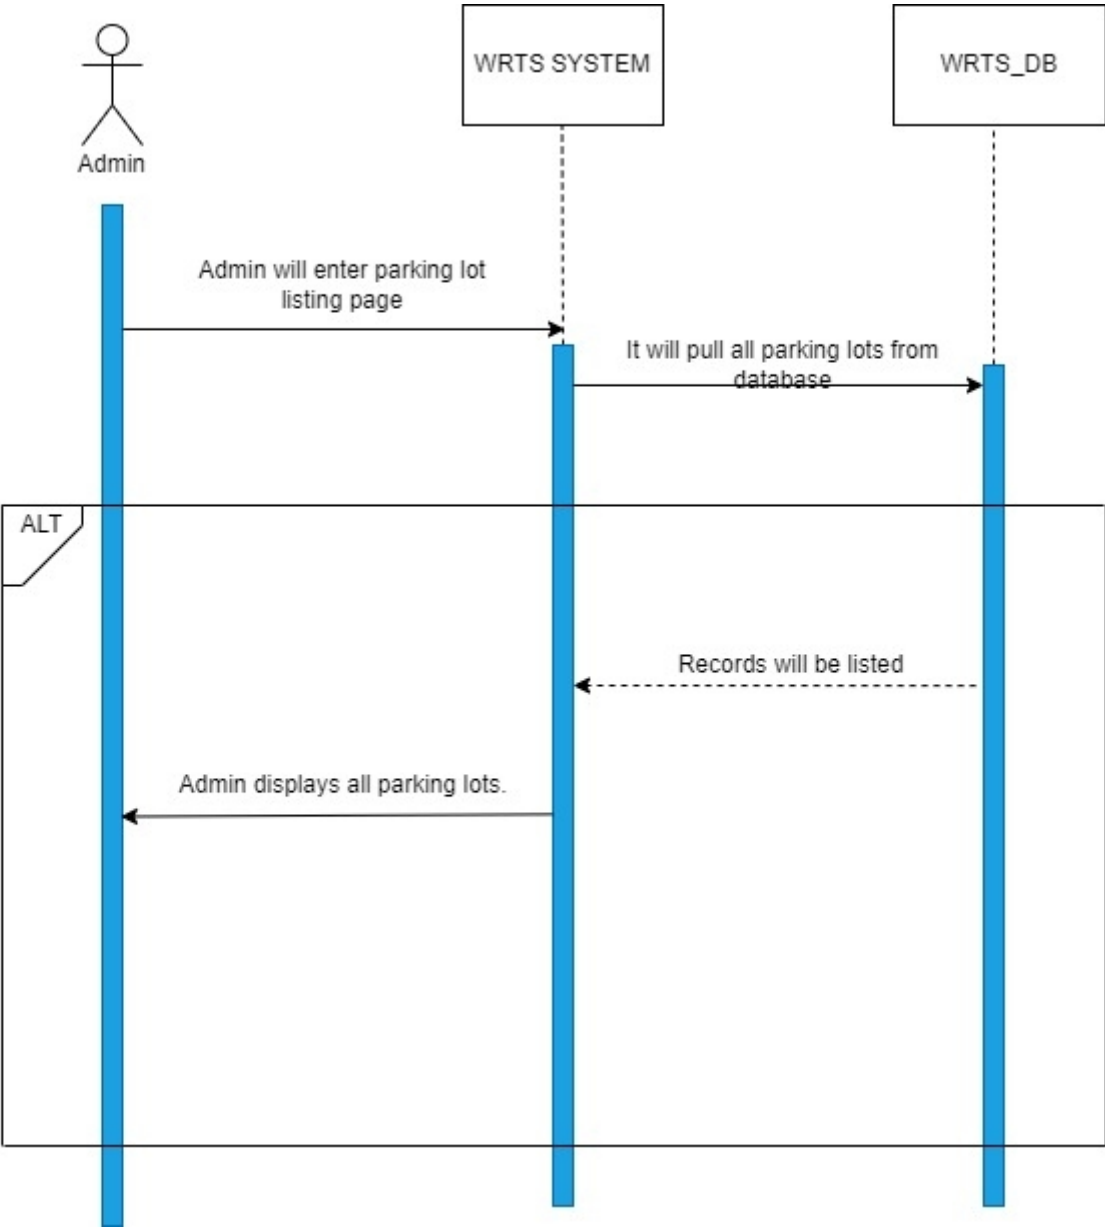 WRTS SYSTEM
WRTS_DB
Admin
Admin will enter parking lot
listing page
It will pull all parking lots from
database
ALT
Records will be listed
Admin displays all parking lots.